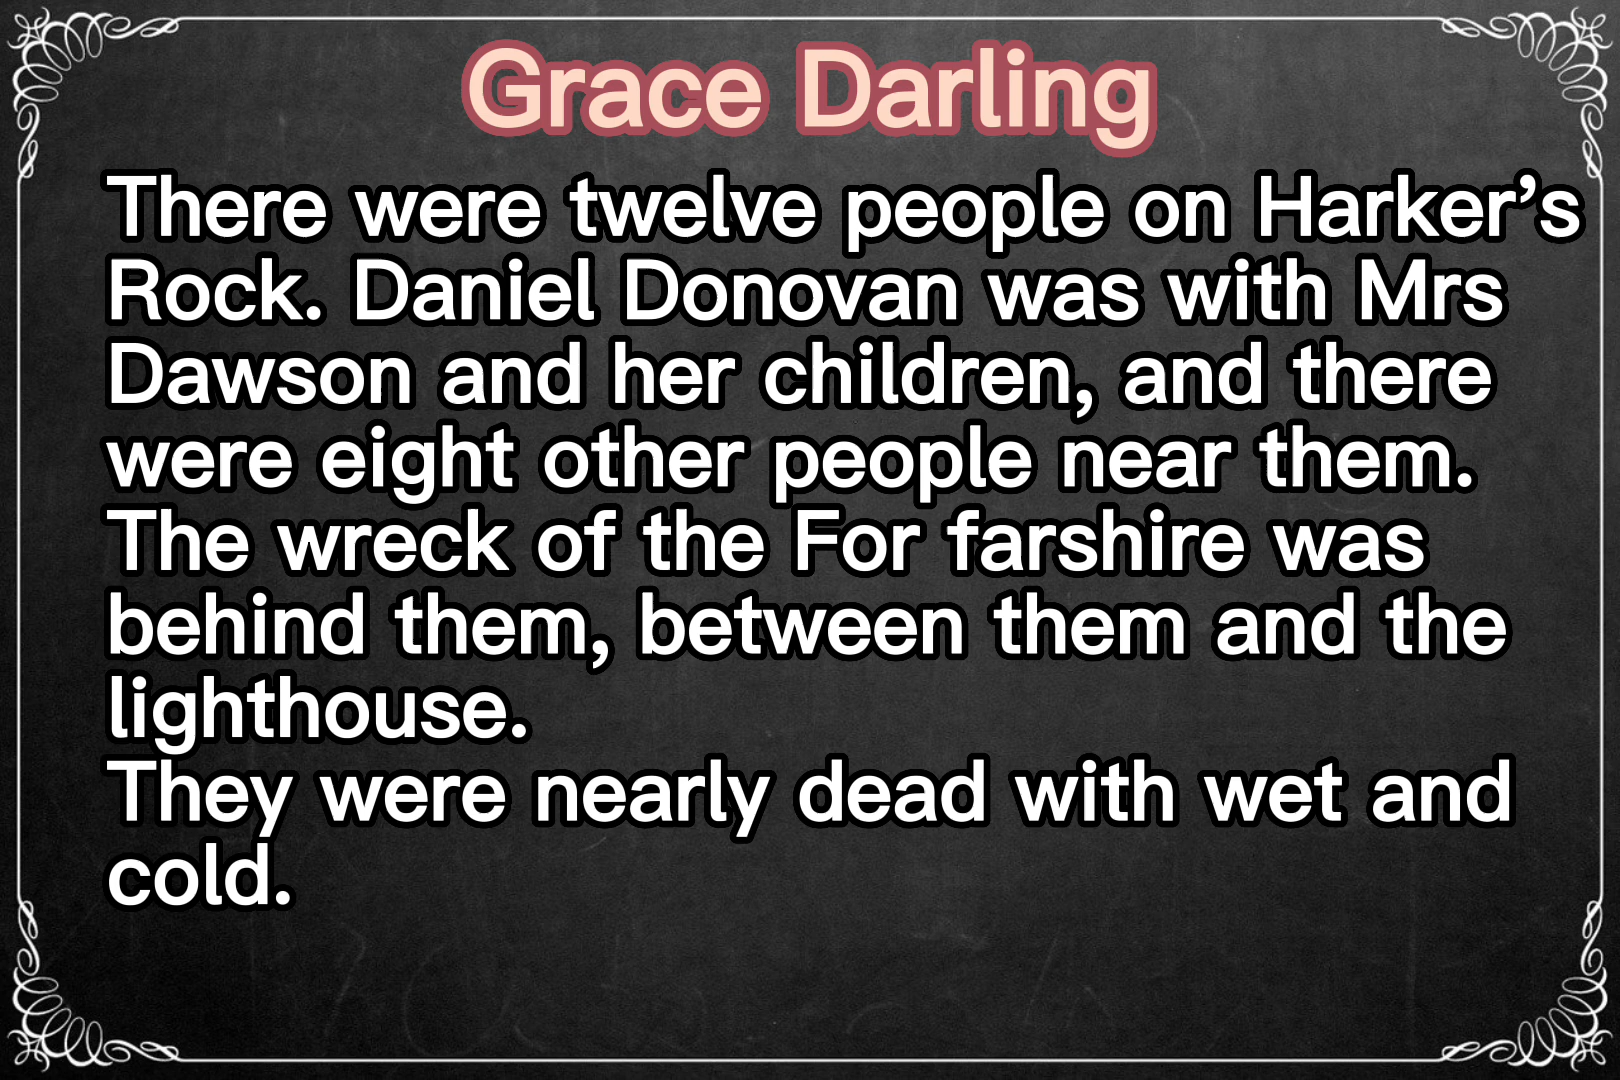 Grace Darling
There were twelve people on Harker’s
Rock. Daniel Donovan was with Mrs
Dawson and her children, and there
were eight other people near them.
The wreck of the For farshire was
behind them, between them and the
lighthouse.
They were nearly dead with wet and
cold.